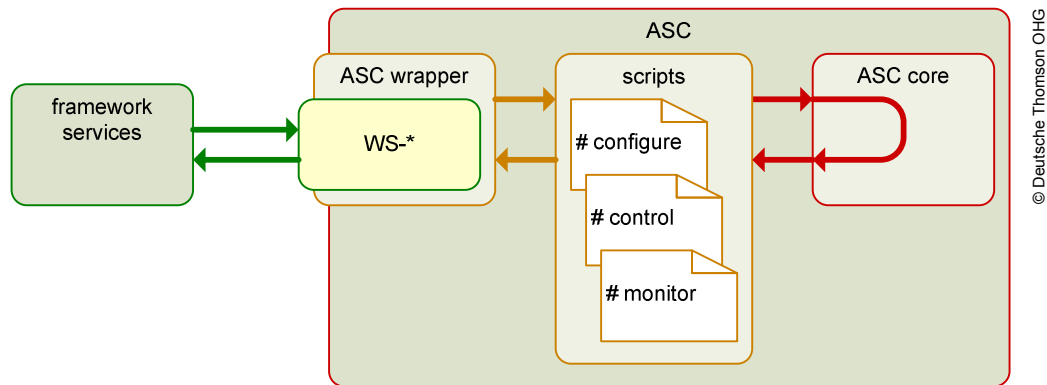 ASC
framework
services
ASC wrapper
WS-*
scripts
# configure
# control
# monitor
ASC core
© Deutsche Thomson OHG